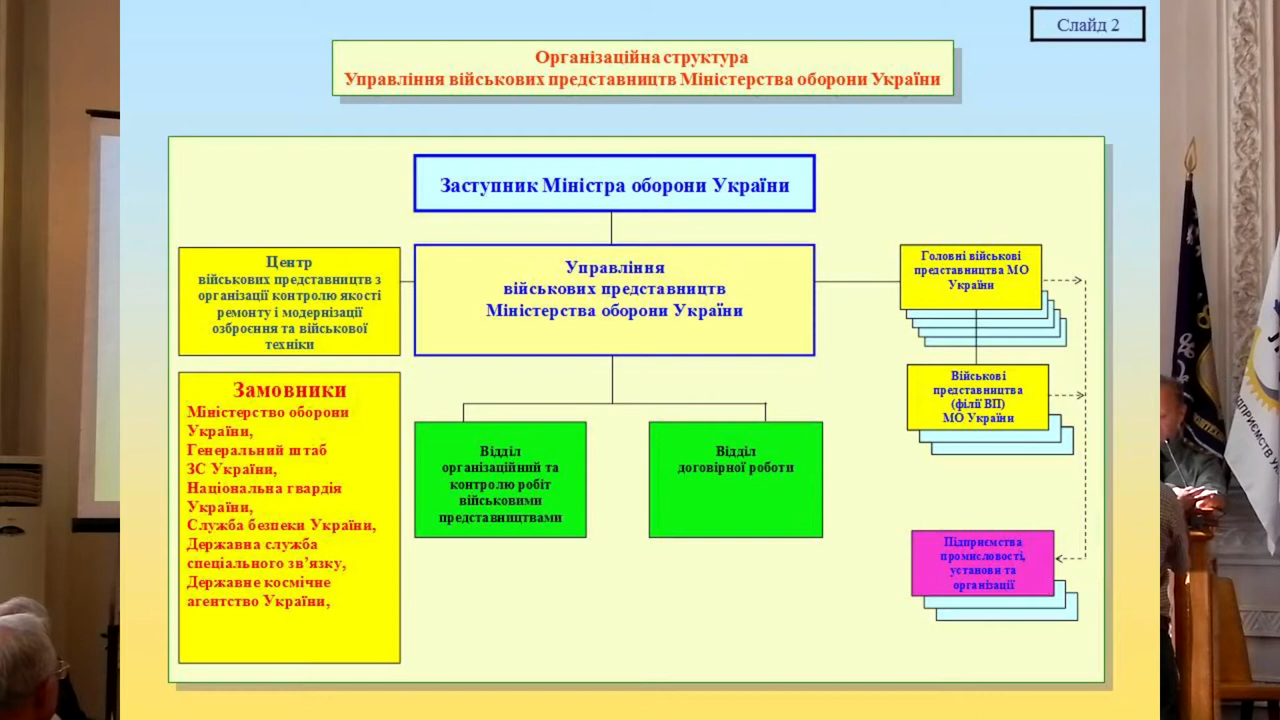 Слайд 2
Організаційна структура
Управління військових представництв Міністерства оборони України
Заступник Міністра оборони України
Центр
військових представництв з
організації контролю якості
ремонту і модернізації
озброєння та військової
техніки
Управління
військових представництв
Міністерства оборони України
Головні військові
представництва МО
України
Військові
представництва
(філії ВП)
МО України
Замовники
Міністерство оборони
України,
Генеральний штаб
ЗС України,
Національна гвардія
України,
Служба безпеки України,
Державна служба
спеціального зв’язку,
Державне космічне
агентство України,
Відділ
організаційний та
контролю робіт
військовими
представництвами
Відділ
договірної роботи
Підприємства
промисловості,
установи та
організації